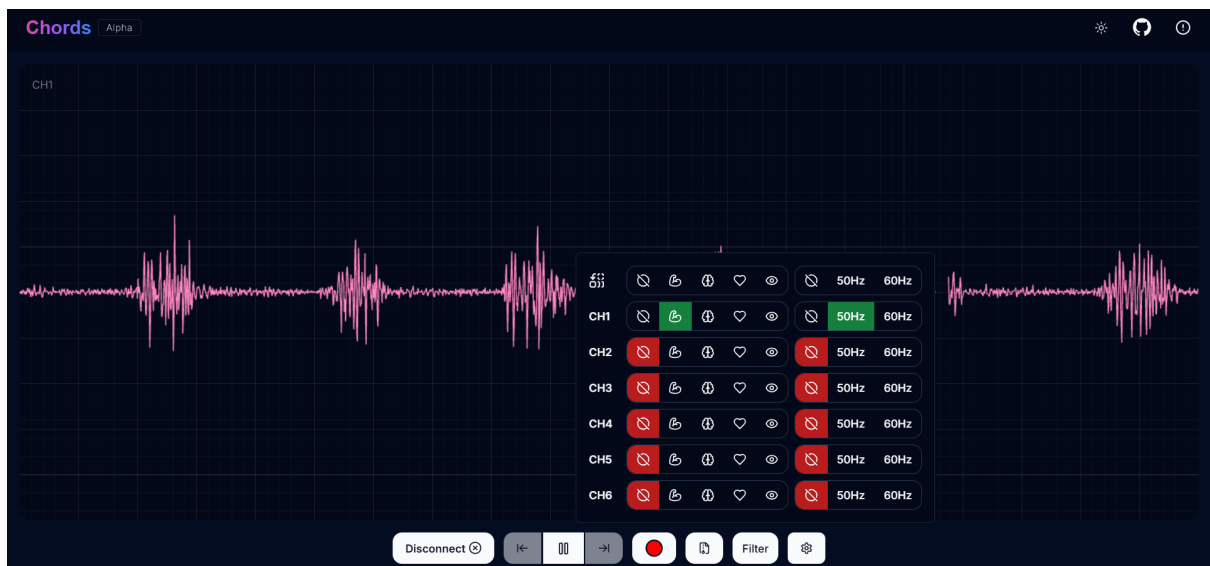 Chords Alpha
CH1
50Hz 60Hz
CH1 50Hz 60Hz
CH2 50Hz 60Hz
CH3 50Hz 60Hz
CH4 50Hz 60Hz
CH5 50Hz 60Hz
CH6 50Hz 60Hz
Disconnect Filter